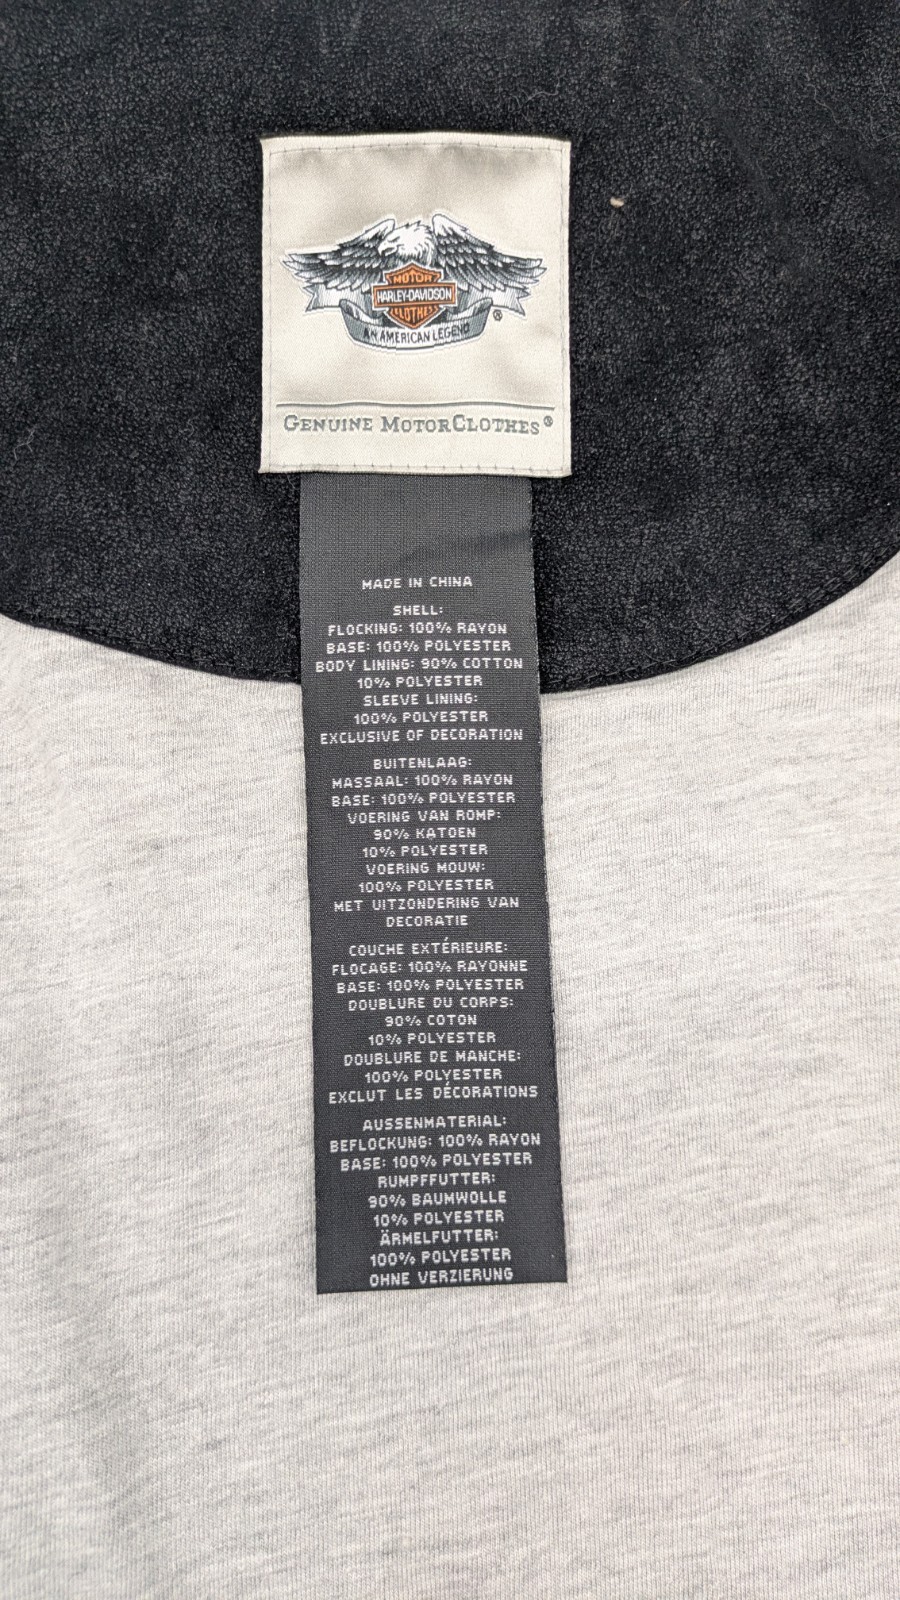 MOTOR
HARLEY-DAVIDSON
CLOTHES
AN AMERICAN LEGEND
®
GENUINE MOTORCLOTHES®
MADE IN CHINA
SHELL:
FLOCKING: 100% RAYON
BASE: 100% POLYESTER
BODY LINING: 90% COTTON
10% POLYESTER
SLEEVE LINING:
100% POLYESTER
EXCLUSIVE OF DECORATION
BUITENLAAG:
MASSAAL: 100% RAYON
BASE: 100% POLYESTER
VOERING VAN ROMP:
90% KATOEN
10% POLYESTER
VOERING MOUW:
100% POLYESTER
MET UITZONDERING VAN
DECORATIE
COUCHE EXTÉRIEURE:
FLOCAGE: 100% RAYONNE
BASE: 100% POLYESTER
DOUBLURE DU CORPS:
90% COTON
10% POLYESTER
DOUBLURE DE MANCHE:
100% POLYESTER
EXCLUT LES DÉCORATIONS
AUSSENMATERIAL:
BEFLOCKUNG: 100% RAYON
BASE: 100% POLYESTER
RUMPFFUTTER:
90% BAUMWOLLE
10% POLYESTER
ÄRMELFUTTER:
100% POLYESTER
OHNE VERZIERUNG